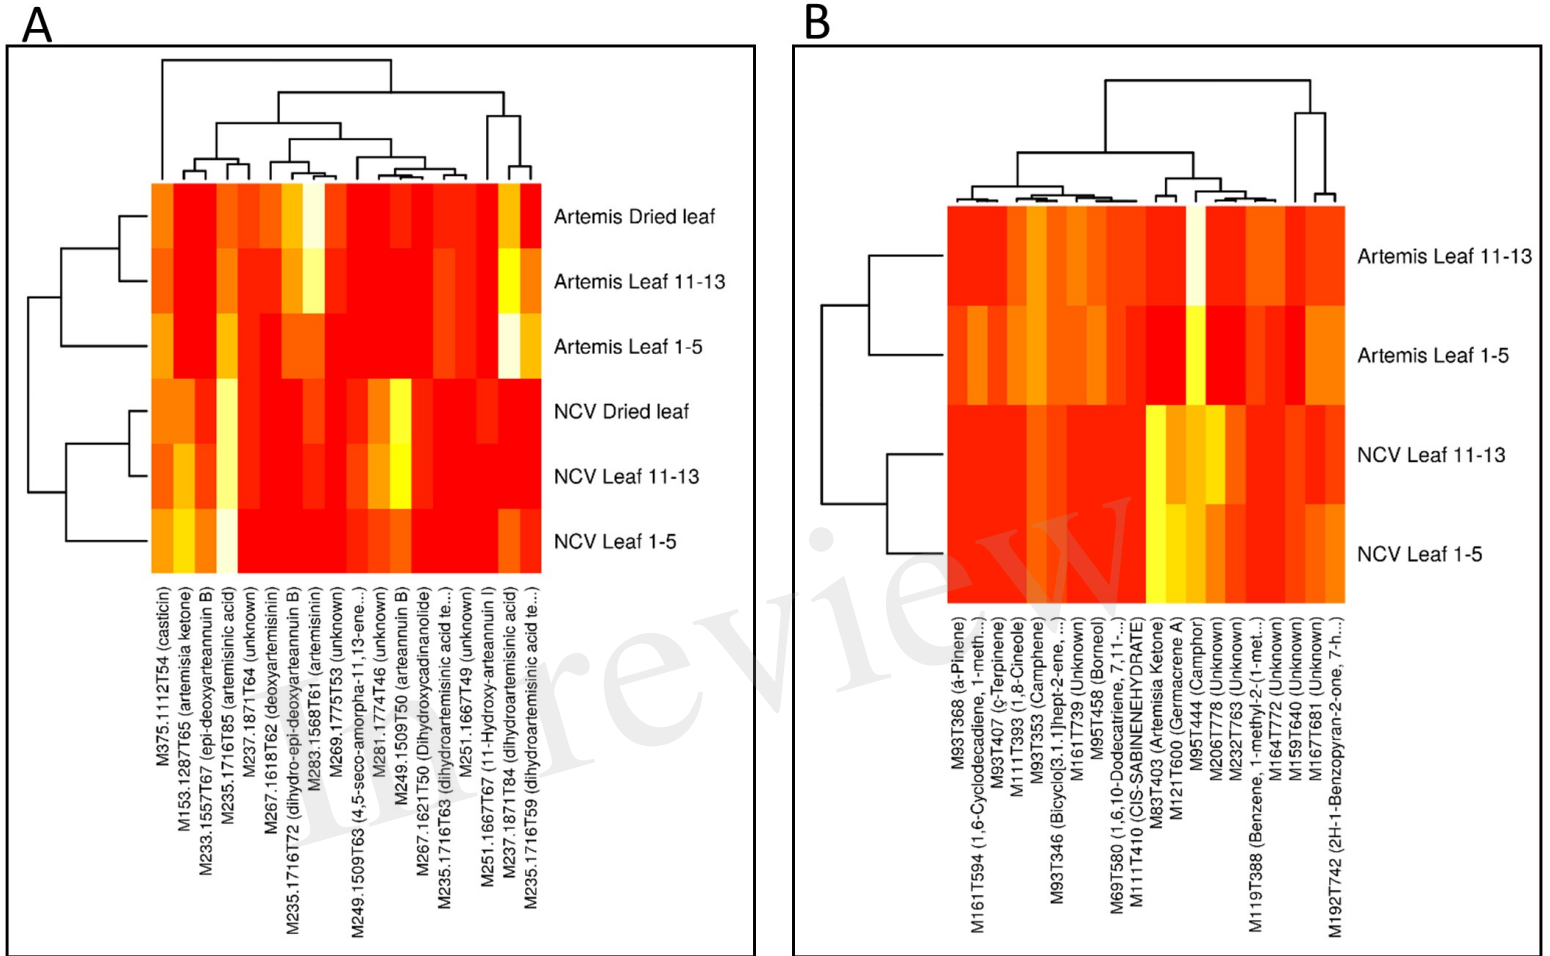 A
Artemis Dried leaf
Artemis Leaf 11-13
Artemis Leaf 1-5
NCV Dried leaf
NCV Leaf 11-13
NCV Leaf 1-5
M375.1112T54 (casticin)
M153.1287T65 (artemisia ketone)
M233.1557T67 (epi-deoxyarteannuin B)
M235.1716T85 (artemisinic acid)
M237.1871T64 (unknown)
M267.1618T62 (deoxyartemisinin)
M235.1716T72 (dihydro-epi-deoxyarteannuin B)
M283.1568T61 (artemisinin)
M269.1775T53 (unknown)
M249.1509T63 (4,5-seco-amorpha-11,13-ene...)
M281.1774T46 (unknown)
M249.1509T50 (arteannuin B)
M267.1621T50 (Dihydroxycadinanolide)
M235.1716T63 (dihydroartemisinic acid te...)
M251.1667T49 (unknown)
M251.1667T67 (11-Hydroxy-arteannuin I)
M237.1871T84 (dihydroartemisinic acid)
M235.1716T59 (dihydroartemisinic acid te...)
B
Artemis Leaf 11-13
Artemis Leaf 1-5
NCV Leaf 11-13
NCV Leaf 1-5
M93T368 (á-Pinene)
M161T594 (1,6-Cyclodecadiene, 1-meth...)
M93T407 (ç-Terpinene)
M111T393 (1,8-Cineole)
M93T353 (Camphene)
M93T346 (Bicyclo[3.1.1]hept-2-ene, ...)
M161T739 (Unknown)
M95T458 (Borneol)
M69T580 (1,6,10-Dodecatriene, 7,11-...)
M111T410 (CIS-SABINENEHYDRATE)
M83T403 (Artemisia Ketone)
M121T600 (Germacrene A)
M95T444 (Camphor)
M206T778 (Unknown)
M232T763 (Unknown)
M119T388 (Benzene, 1-methyl-2-(1-met...)
M164T772 (Unknown)
M159T640 (Unknown)
M167T681 (Unknown)
M192T742 (2H-1-Benzopyran-2-one, 7-h...)
In review